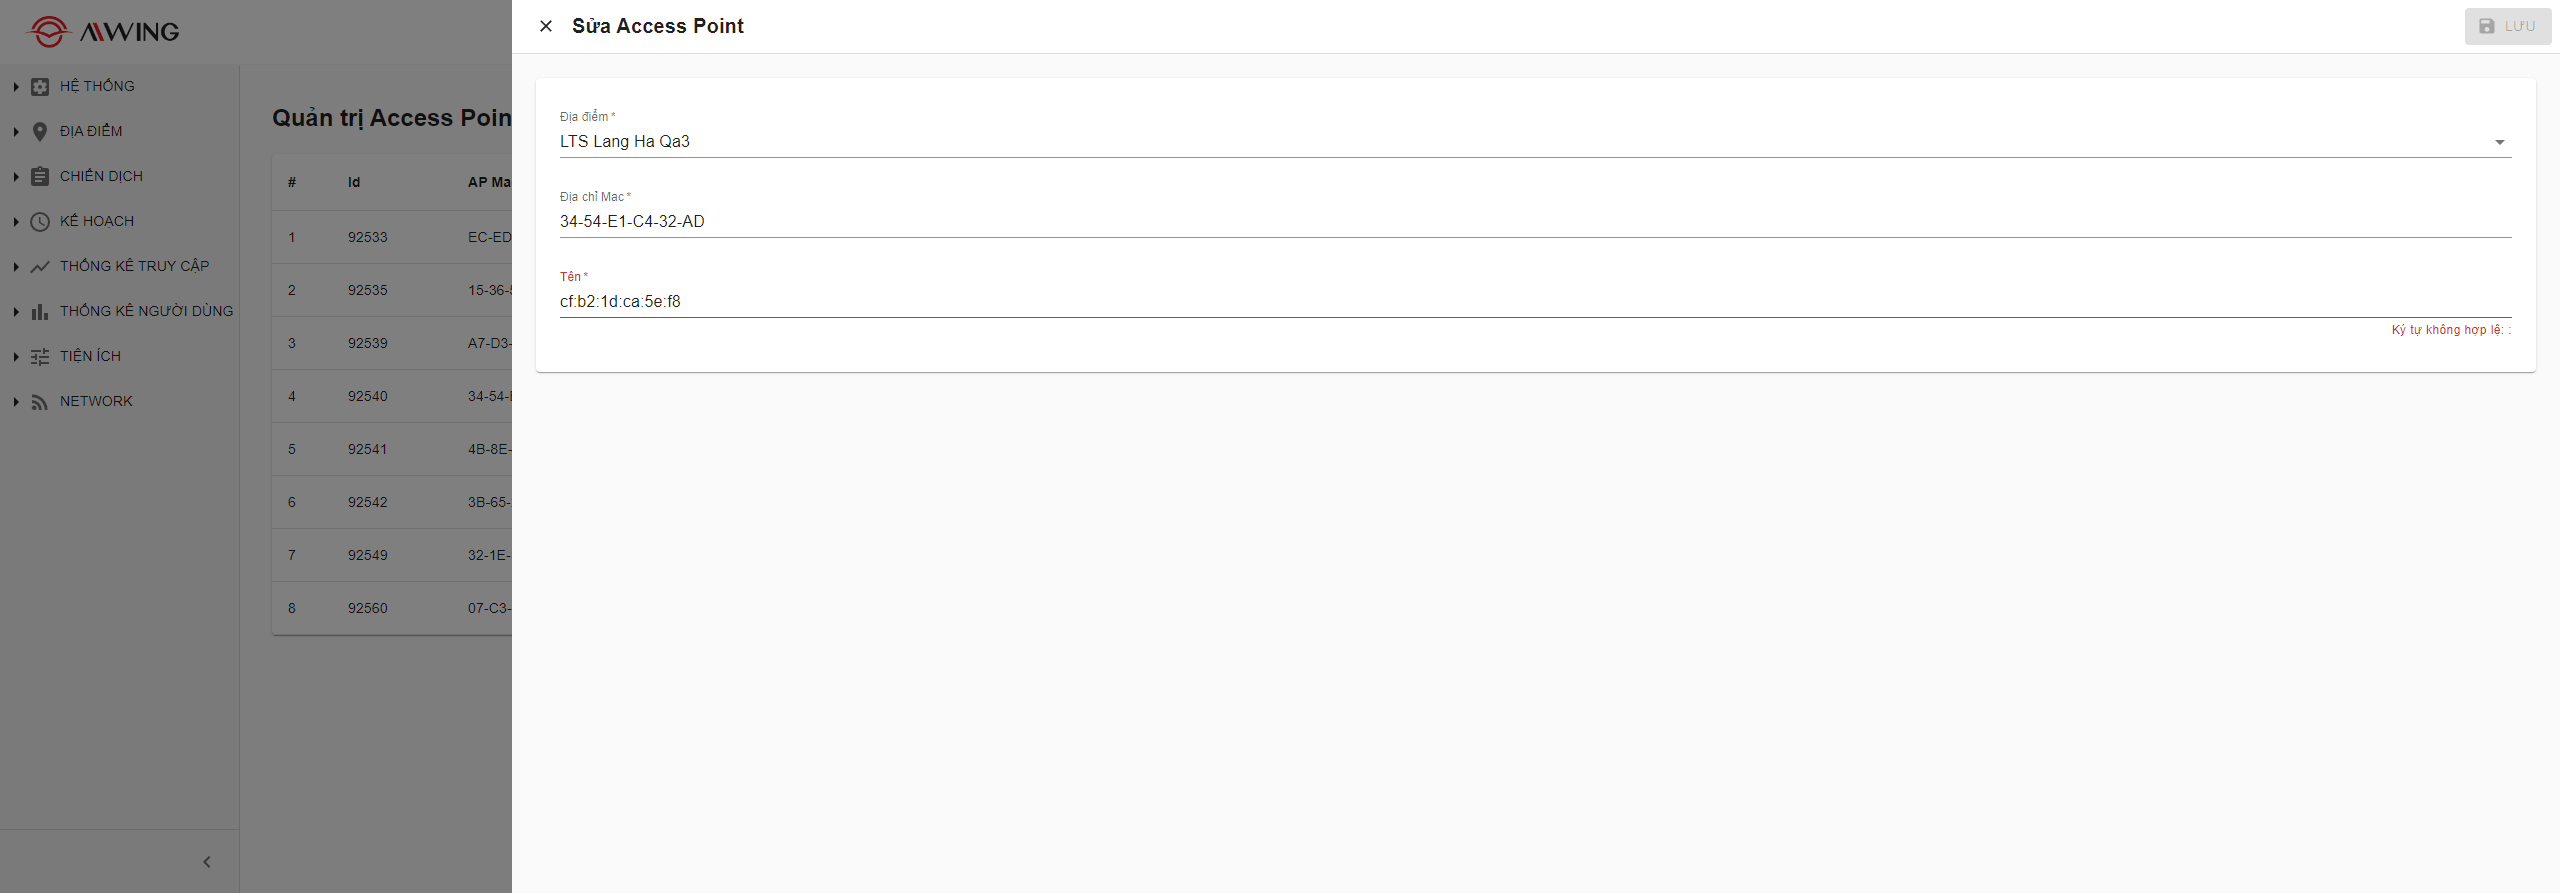 AWING
HỆ THỐNG
ĐỊA ĐIỂM
CHIẾN DỊCH
KẾ HOẠCH
THỐNG KÊ TRUY CẬP
THỐNG KÊ NGƯỜI DÙNG
TIỆN ÍCH
NETWORK
Quản trị Access Poin
# Id AP Ma
1 92533 EC-ED
2 92535 15-36-
3 92539 A7-D3-
4 92540 34-54-
5 92541 4B-8E-
6 92542 3B-65-
7 92549 32-1E-
8 92560 07-C3-
Sửa Access Point
LƯU
Địa điểm *
LTS Lang Ha Qa3
Địa chỉ Mac *
34-54-E1-C4-32-AD
Tên *
cf:b2:1d:ca:5e:f8
Ký tự không hợp lệ: :